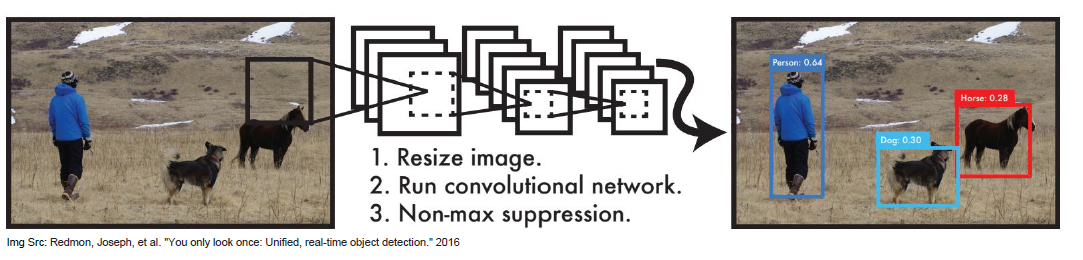 Person: 0.64
Horse: 0.28
Dog: 0.30
1. Resize image.
2. Run convolutional network.
3. Non-max suppression.
Img Src: Redmon, Joseph, et al. "You only look once: Unified, real-time object detection." 2016